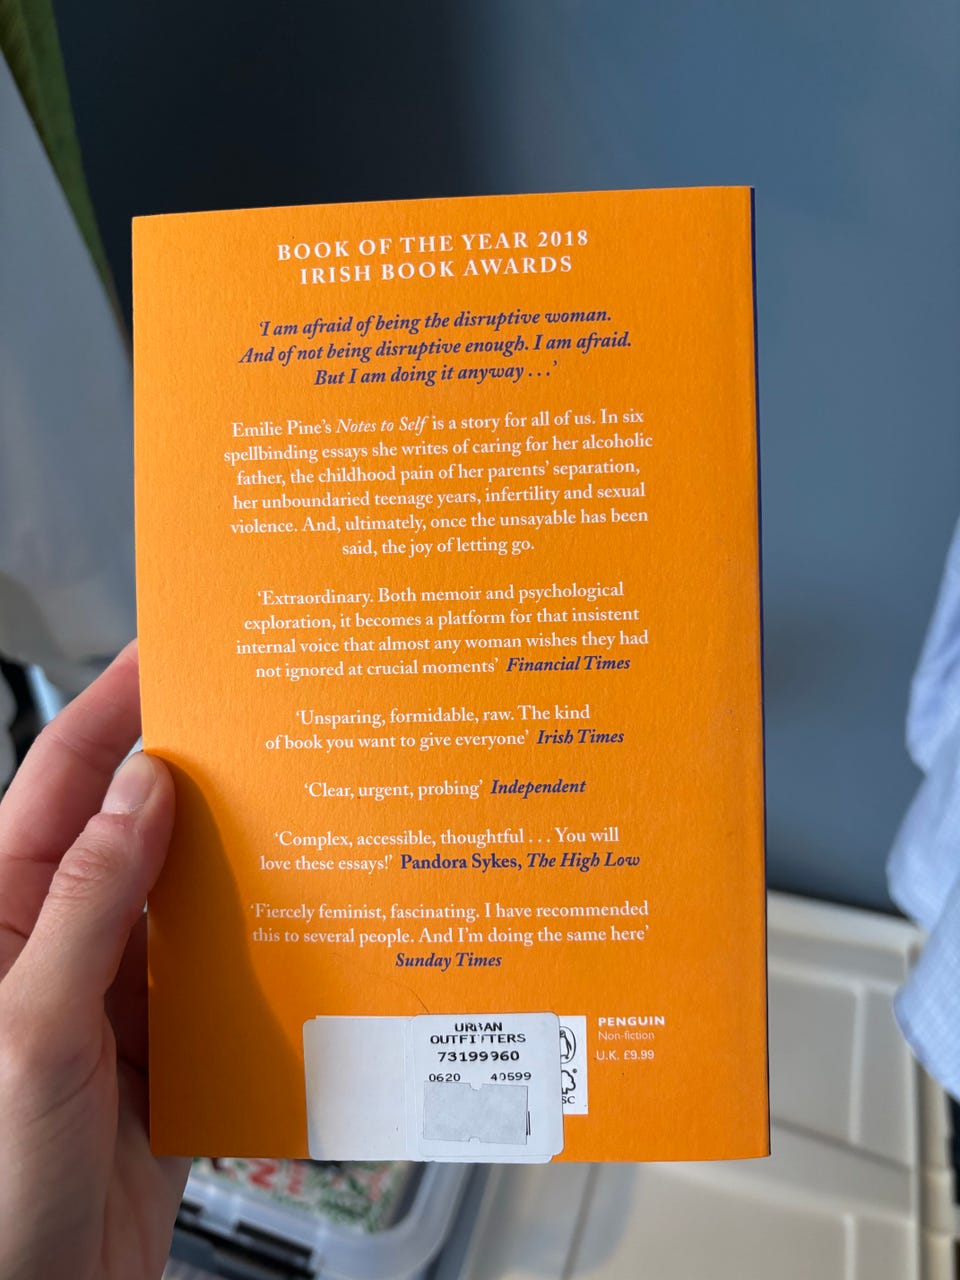 BOOK OF THE YEAR 2018
IRISH BOOK AWARDS
‘I am afraid of being the disruptive woman.
And of not being disruptive enough. I am afraid.
But I am doing it anyway . . .’
Emilie Pine’s Notes to Self is a story for all of us. In six
spellbinding essays she writes of caring for her alcoholic
father, the childhood pain of her parents’ separation,
her unboundaried teenage years, infertility and sexual
violence. And, ultimately, once the unsayable has been
said, the joy of letting go.
‘Extraordinary. Both memoir and psychological
exploration, it becomes a platform for that insistent
internal voice that almost any woman wishes they had
not ignored at crucial moments’ Financial Times
‘Unsparing, formidable, raw. The kind
of book you want to give everyone’ Irish Times
‘Clear, urgent, probing’ Independent
‘Complex, accessible, thoughtful . . . You will
love these essays!’ Pandora Sykes, The High Low
‘Fiercely feminist, fascinating. I have recommended
this to several people. And I’m doing the same here’
Sunday Times
URBAN
OUTFITTERS
73199960
0620 40599
PENGUIN
Non-fiction
U.K. £9.99
SC